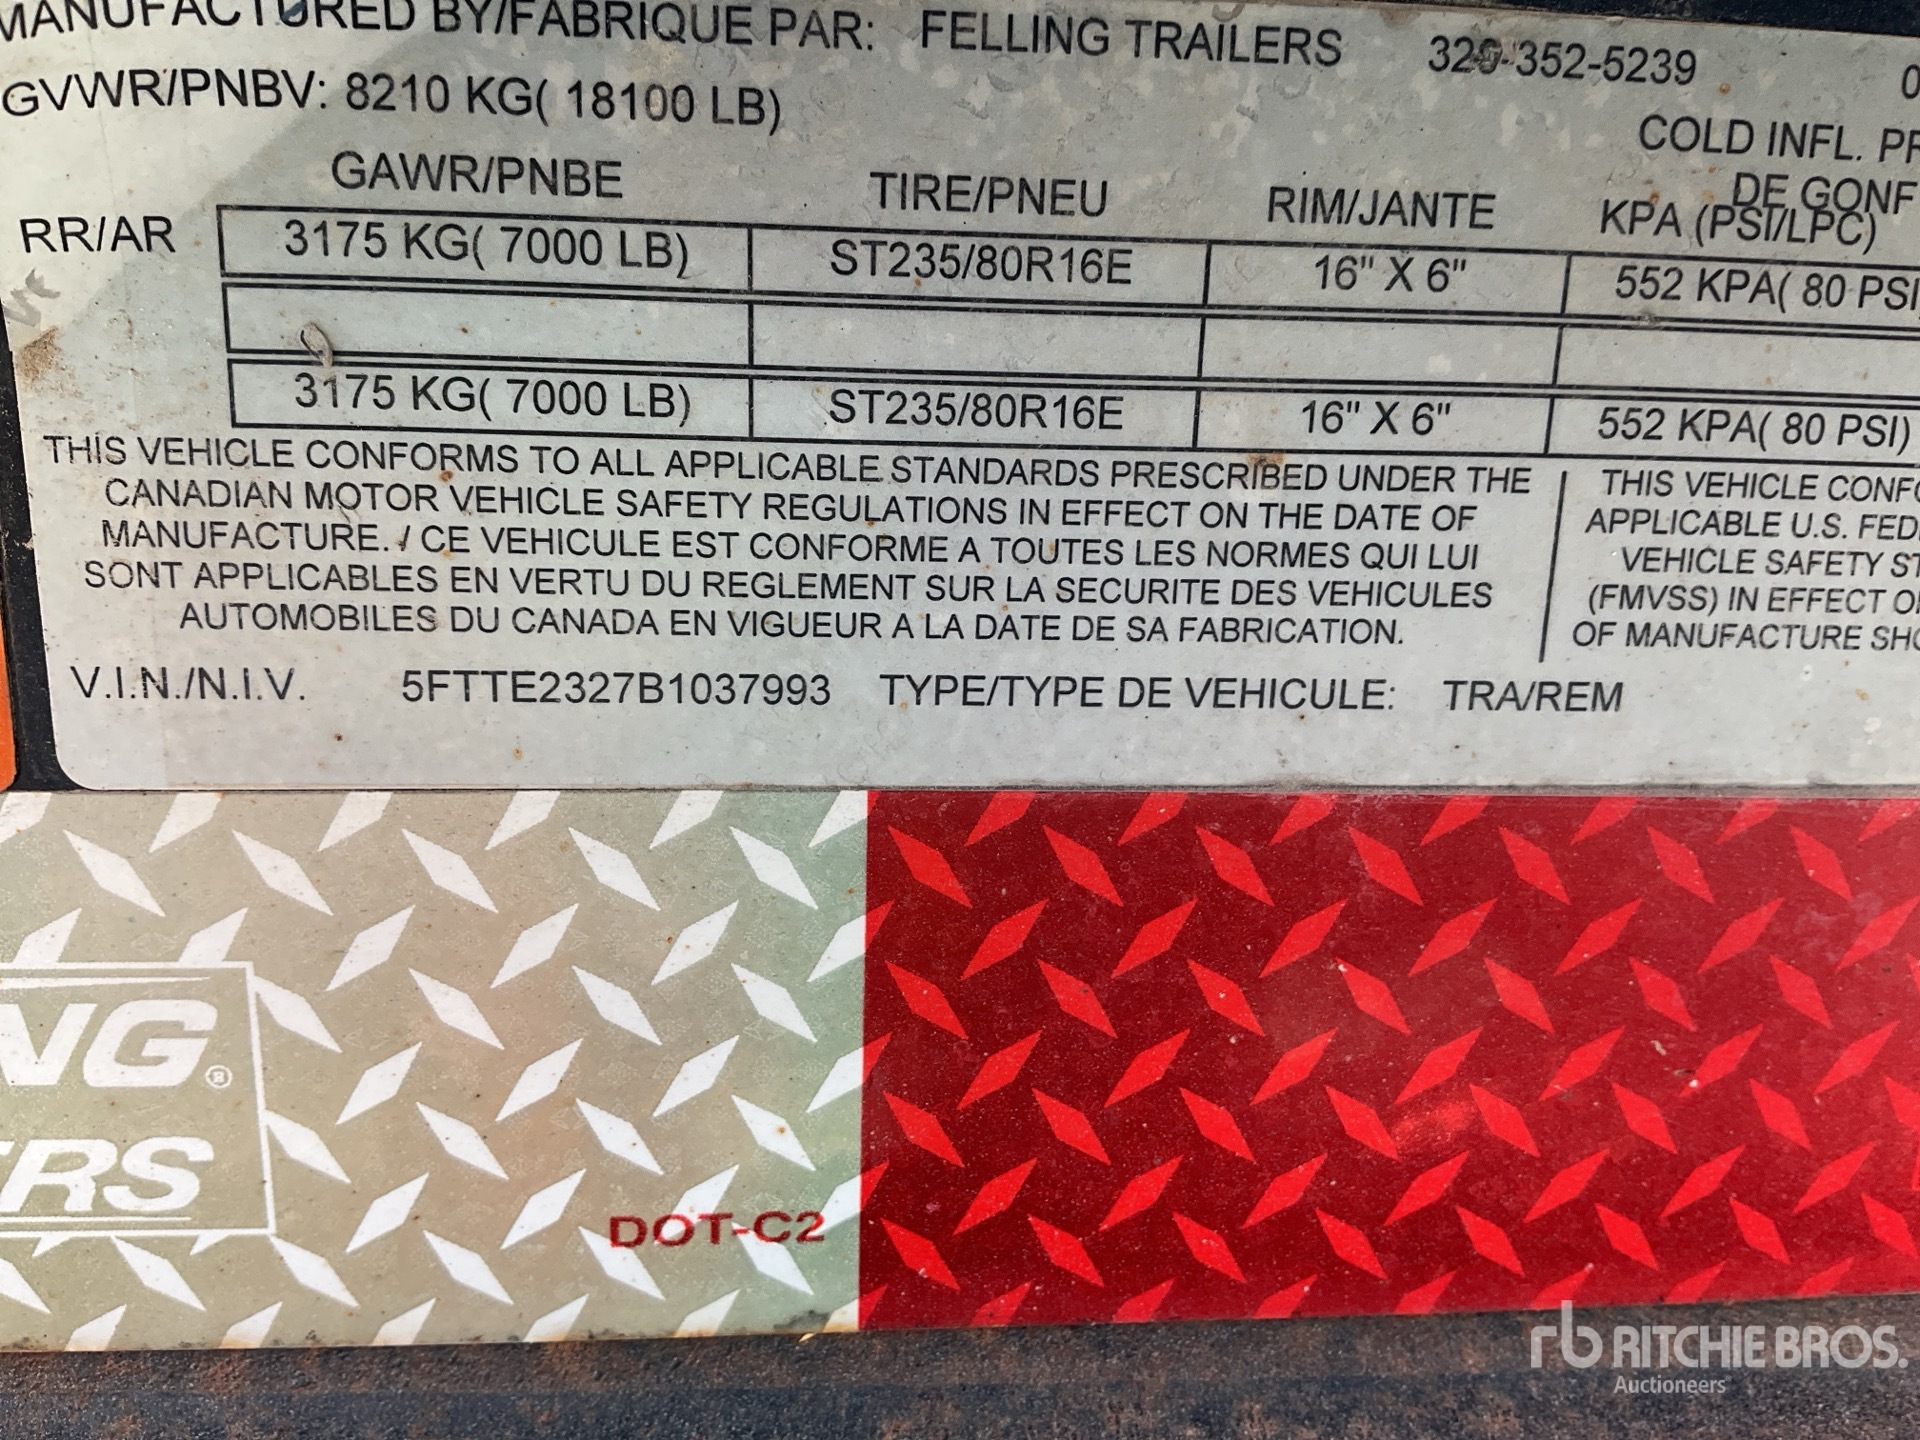 MANUFACTURED BY/FABRIQUE PAR: FELLING TRAILERS 320-352-5239
GVWR/PNBV: 8210 KG( 18100 LB)
COLD INFL.
GAWR/PNBE TIRE/PNEU RIM/JANTE DE GONF
KPA (PSI/LPC)
RR/AR 3175 KG( 7000 LB) ST235/80R16E 16" X 6" 552 KPA( 80 PSI
3175 KG( 7000 LB) ST235/80R16E 16" X 6" 552 KPA( 80 PSI)
THIS VEHICLE CONFORMS TO ALL APPLICABLE STANDARDS PRESCRIBED UNDER THE
CANADIAN MOTOR VEHICLE SAFETY REGULATIONS IN EFFECT ON THE DATE OF
MANUFACTURE. / CE VEHICULE EST CONFORME A TOUTES LES NORMES QUI LUI
SONT APPLICABLES EN VERTU DU REGLEMENT SUR LA SECURITE DES VEHICULES
AUTOMOBILES DU CANADA EN VIGUEUR A LA DATE DE SA FABRICATION.
THIS VEHICLE CONFO
APPLICABLE U.S. FED
VEHICLE SAFETY ST
(FMVSS) IN EFFECT O
OF MANUFACTURE SHO
V.I.N./N.I.V. 5FTTE2327B1037993 TYPE/TYPE DE VEHICULE: TRA/REM
NG®
ERS
DOT-C2
rb RITCHIE BROS.
Auctioneers